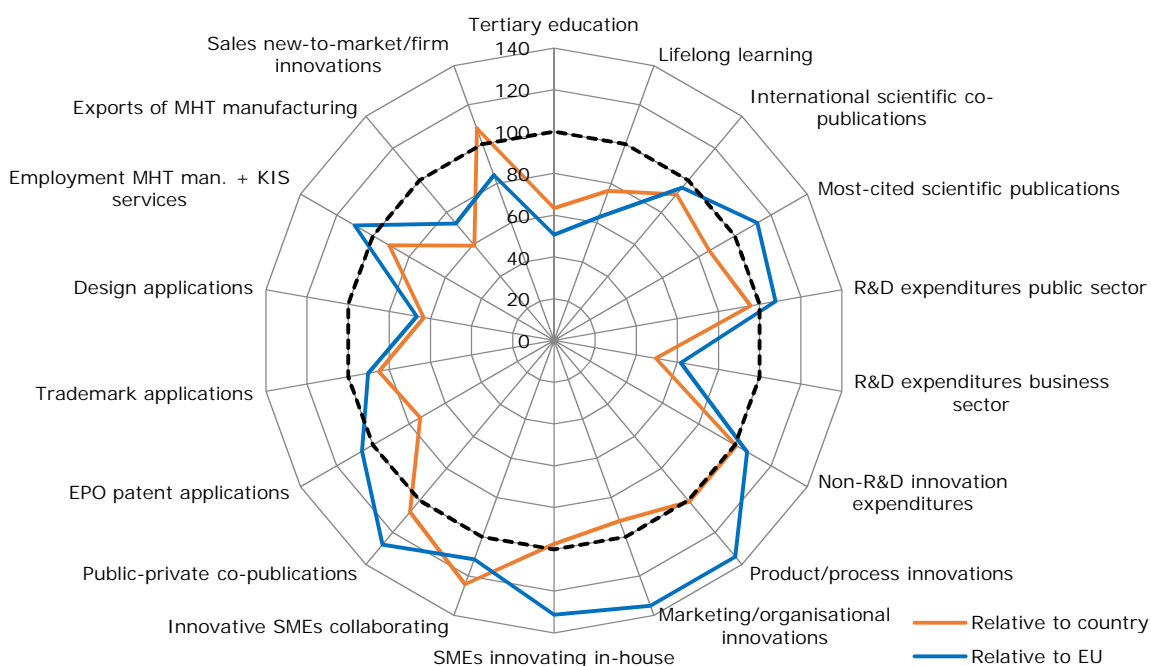 Tertiary education
Sales new-to-market/firm
innovations
140
Lifelong learning
120
Exports of MHT manufacturing
International scientific co-
publications
100
Employment MHT man. + KIS
services
80
Most-cited scientific publications
60
40
Design applications
R&D expenditures public sector
20
0
Trademark applications
R&D expenditures business
sector
EPO patent applications
Non-R&D innovation
expenditures
Public-private co-publications
Product/process innovations
Innovative SMEs collaborating
Marketing/organisational
innovations
SMEs innovating in-house
Relative to country
Relative to EU